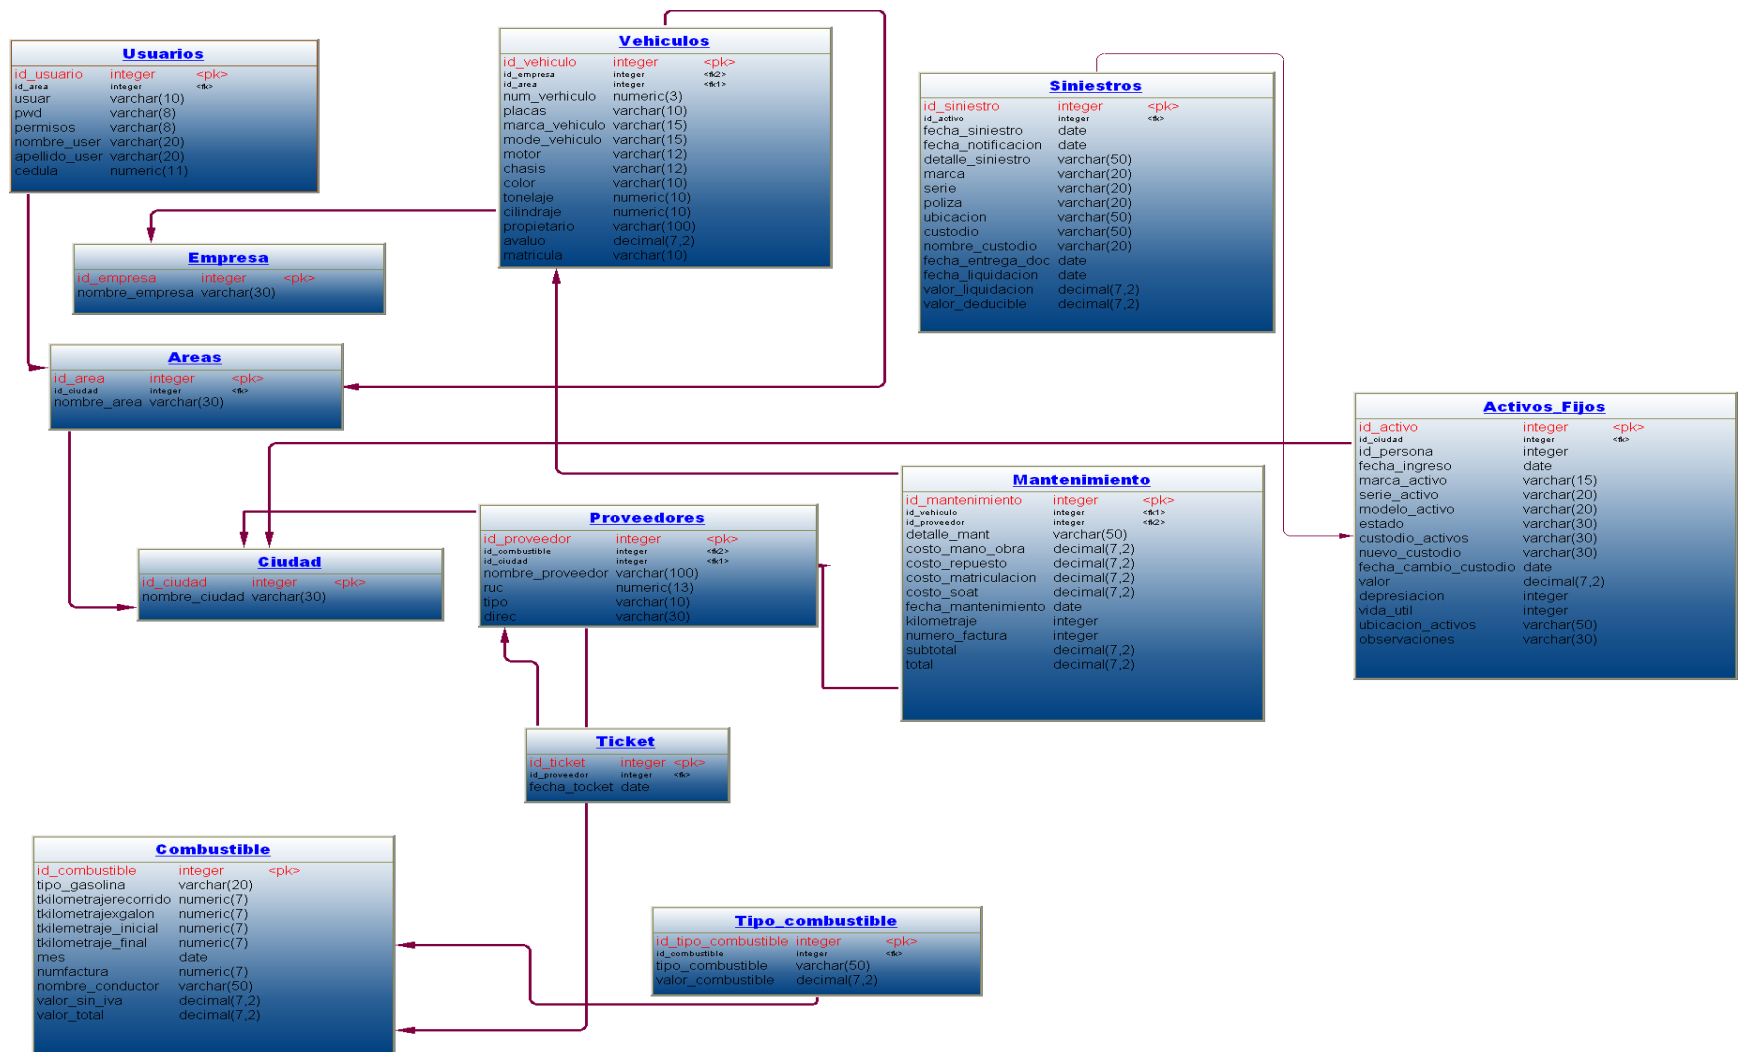 Usuarios
id_usuario integer <pk>
id_area integer <fk>
usuar varchar(10)
pwd varchar(8)
permisos varchar(8)
nombre_user varchar(20)
apellido_user varchar(20)
cedula numeric(11)
Vehiculos
id_vehiculo integer <pk>
id_empresa integer <fk2>
id_area integer <fk1>
num_verhiculo numeric(3)
placas varchar(10)
marca_vehiculo varchar(15)
mode_vehiculo varchar(15)
motor varchar(12)
chasis varchar(12)
color varchar(10)
tonelaje numeric(10)
cilindraje numeric(10)
propietario varchar(100)
avaluo decimal(7,2)
matricula varchar(10)
Siniestros
id_siniestro integer <pk>
id_activo integer <fk>
fecha_siniestro date
fecha_notificacion date
detalle_siniestro varchar(50)
marca varchar(20)
serie varchar(20)
poliza varchar(20)
ubicacion varchar(50)
custodio varchar(50)
nombre_custodio varchar(20)
fecha_entrega_doc date
fecha_liquidacion date
valor_liquidacion decimal(7,2)
valor_deducible decimal(7,2)
Empresa
id_empresa integer <pk>
nombre_empresa varchar(30)
Areas
id_area integer <pk>
id_ciudad integer <fk>
nombre_area varchar(30)
Activos_Fijos
id_activo integer <pk>
id_ciudad integer <fk>
id_persona integer
fecha_ingreso date
marca_activo varchar(15)
serie_activo varchar(20)
modelo_activo varchar(20)
estado varchar(30)
custodio_activos varchar(30)
nuevo_custodio varchar(30)
fecha_cambio_custodio date
valor decimal(7,2)
depresiacion integer
vida_util integer
ubicacion_activos varchar(50)
observaciones varchar(30)
Mantenimiento
id_mantenimiento integer <pk>
id_vehiculo integer <fk1>
id_proveedor integer <fk2>
detalle_mant varchar(50)
costo_mano_obra decimal(7,2)
costo_repuesto decimal(7,2)
costo_matriculacion decimal(7,2)
costo_soat decimal(7,2)
fecha_mantenimiento date
kilometraje integer
numero_factura integer
subtotal decimal(7,2)
total decimal(7,2)
Proveedores
id_proveedor integer <pk>
id_combustible integer <fk2>
id_ciudad integer <fk1>
nombre_proveedor varchar(100)
ruc numeric(13)
tipo varchar(10)
direc varchar(30)
Ciudad
id_ciudad integer <pk>
nombre_ciudad varchar(30)
Ticket
id_ticket integer <pk>
id_proveedor integer <fk>
fecha_tocket date
Combustible
id_combustible integer <pk>
tipo_gasolina varchar(20)
tkilometrajerecorrido numeric(7)
tkilometrajexgalon numeric(7)
tkilemetraje_inicial numeric(7)
tkilometraje_final numeric(7)
mes date
numfactura numeric(7)
nombre_conductor varchar(50)
valor_sin_iva decimal(7,2)
valor_total decimal(7,2)
Tipo_combustible
id_tipo_combustible integer <pk>
id_combustible integer <fk>
tipo_combustible varchar(50)
valor_combustible decimal(7,2)